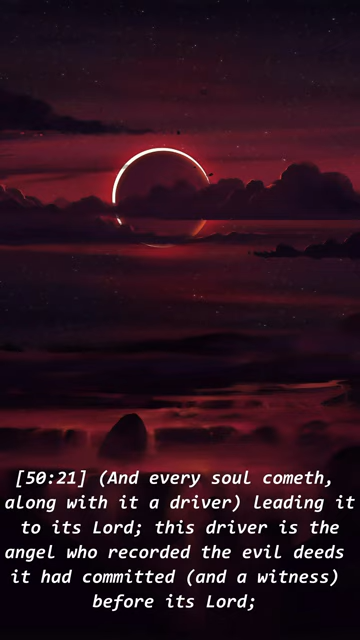 [50:21] (And every soul cometh,
along with it a driver) leading it
to its Lord; this driver is the
angel who recorded the evil deeds
it had committed (and a witness)
before its Lord;